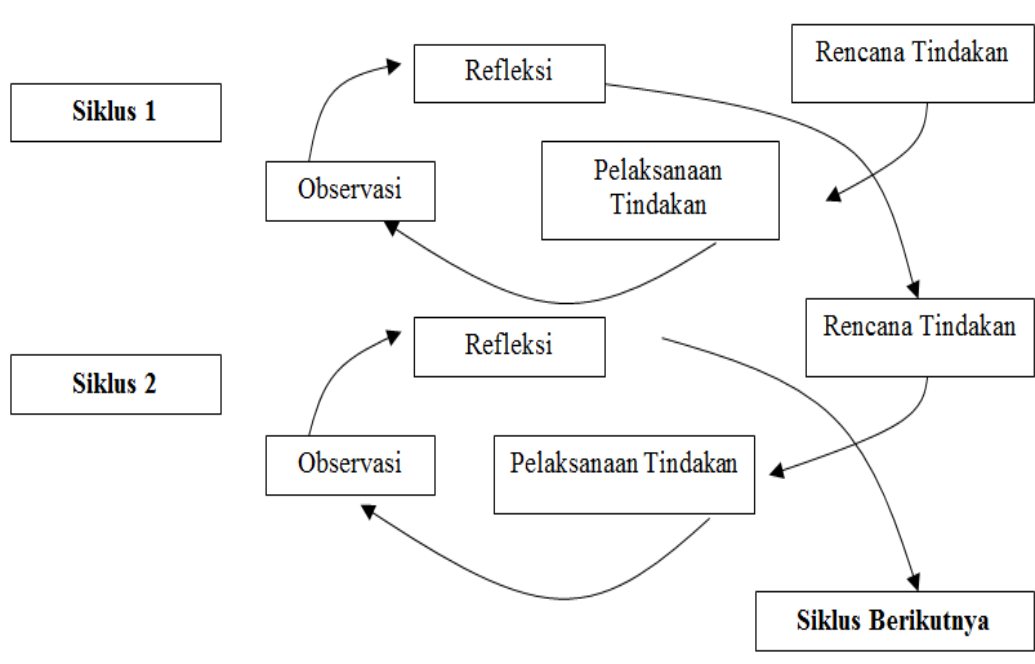 Rencana Tindakan
Refleksi
Siklus 1
Pelaksanaan
Tindakan
Observasi
Rencana Tindakan
Refleksi
Siklus 2
Observasi
Pelaksanaan Tindakan
Siklus Berikutnya